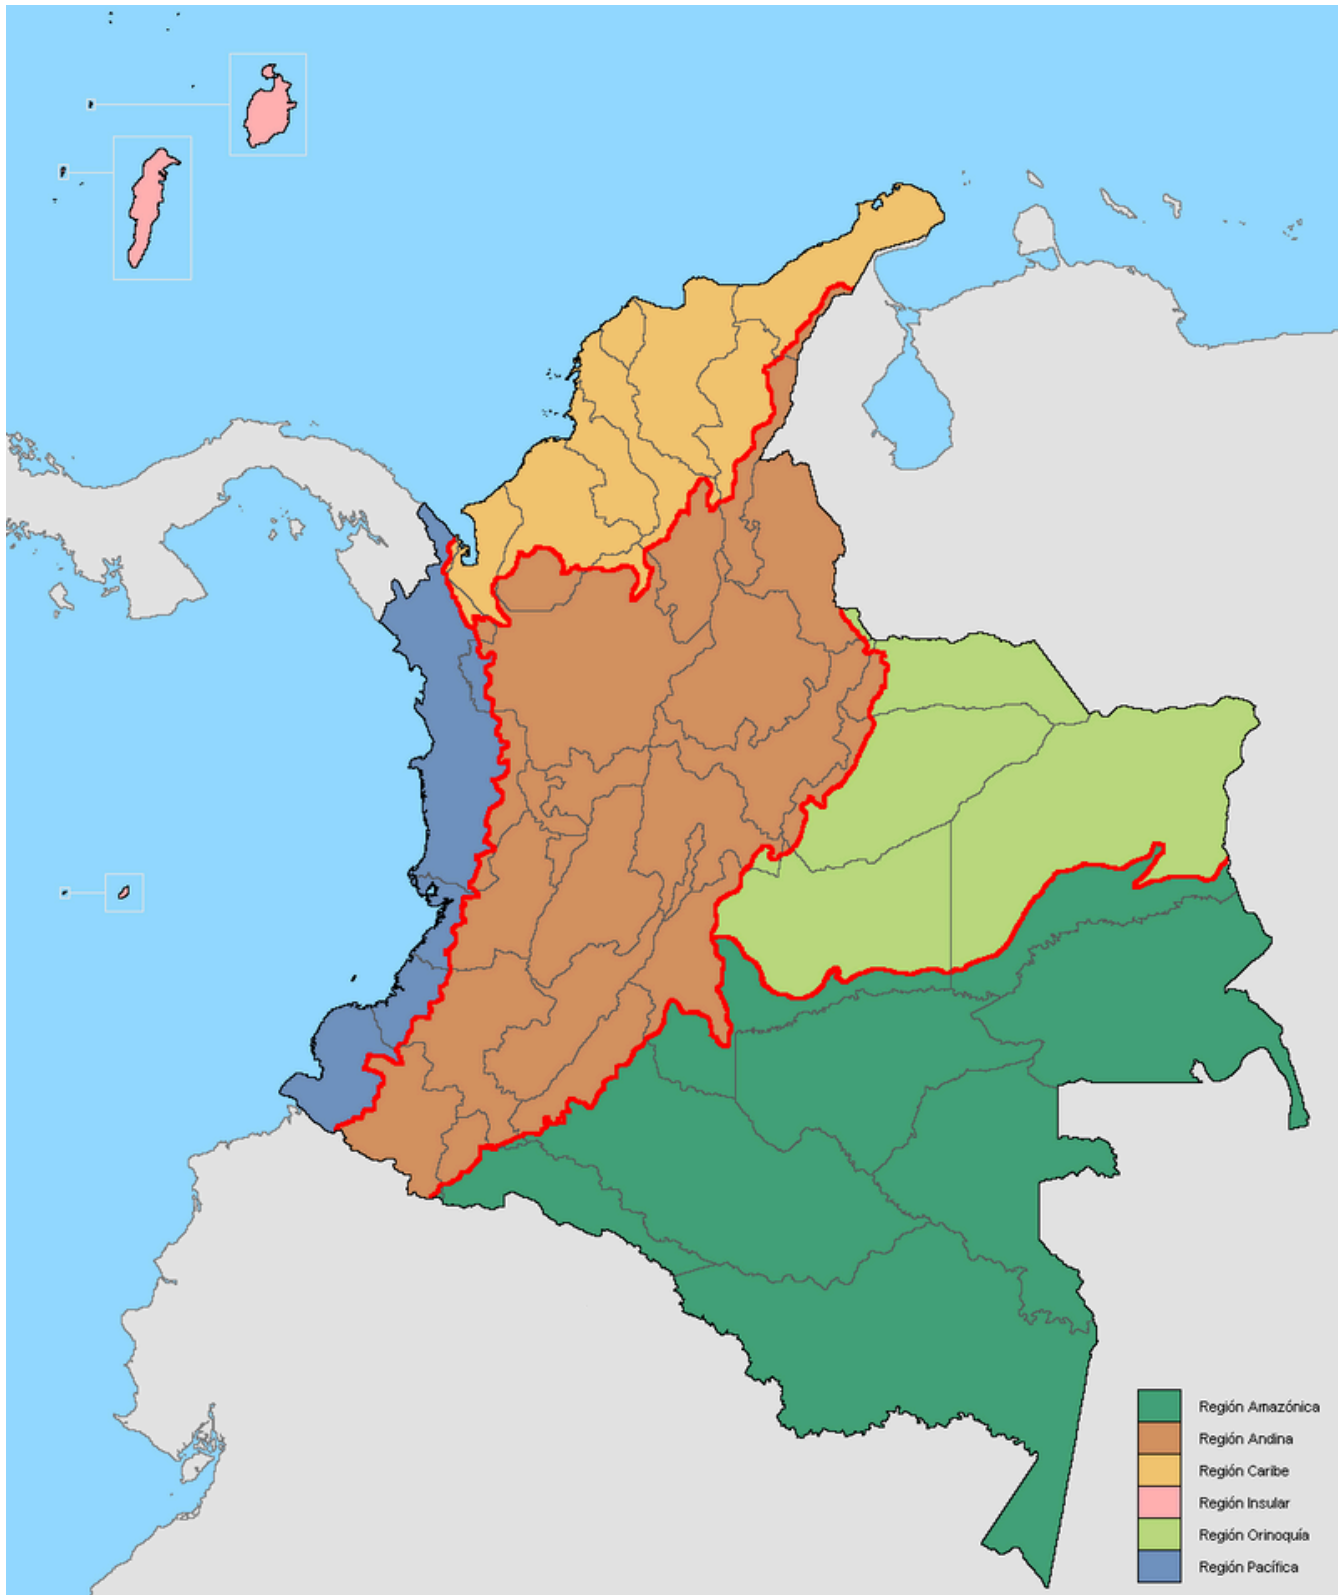 Región Amazónica
Región Andina
Región Caribe
Región Insular
Región Orinoquía
Región Pacífica